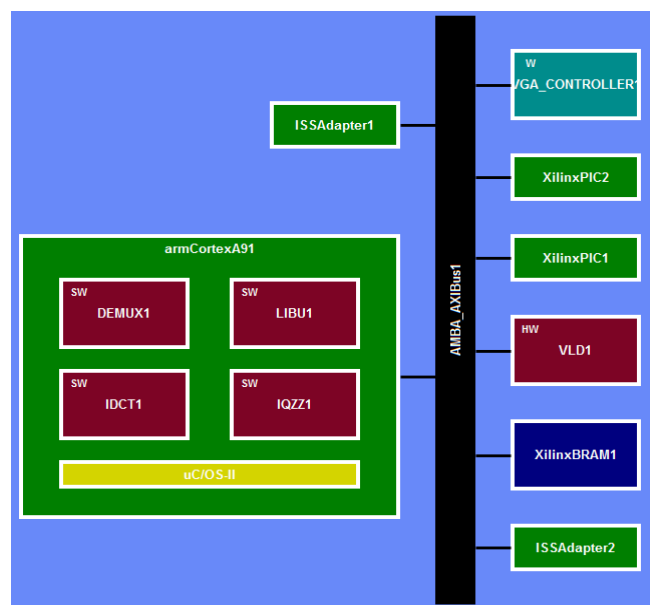 ISSAdapter1
armCortexA91
SW
DEMUX1
SW
LIBU1
SW
IDCT1
SW
IQZZ1
uC/OS-II
AMBA_AXIBus1
W
VGA_CONTROLLER1
XilinxPIC2
XilinxPIC1
HW
VLD1
XilinxBRAM1
ISSAdapter2